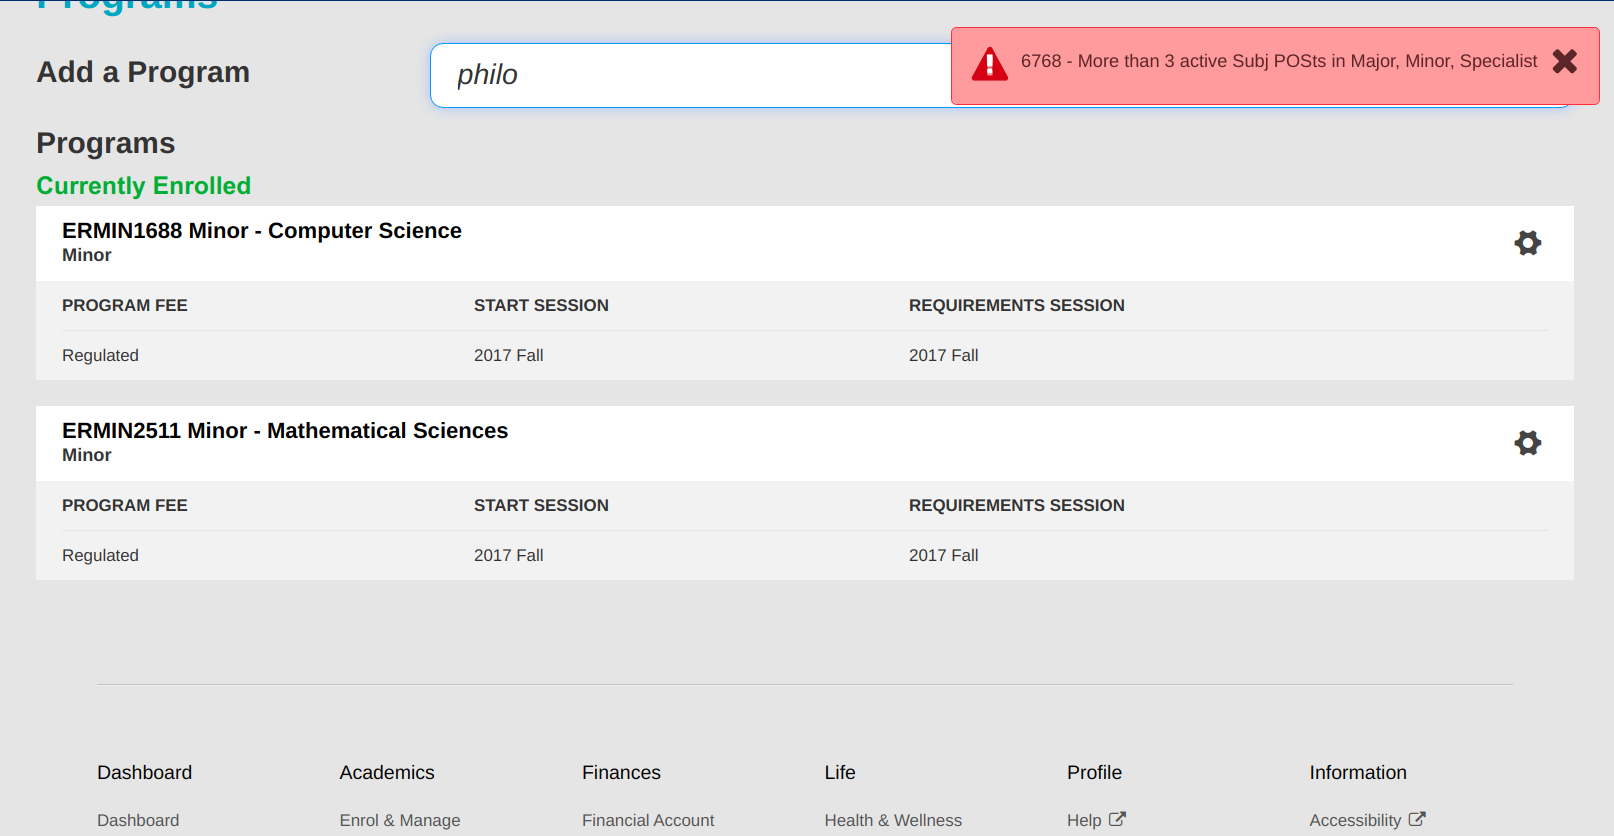 Programs
6768 - More than 3 active Subj POSts in Major, Minor, Specialist
Add a Program
philo
Programs
Currently Enrolled
ERMIN1688 Minor - Computer Science
Minor
PROGRAM FEE START SESSION REQUIREMENTS SESSION
Regulated 2017 Fall 2017 Fall
ERMIN2511 Minor - Mathematical Sciences
Minor
PROGRAM FEE START SESSION REQUIREMENTS SESSION
Regulated 2017 Fall 2017 Fall
Dashboard Academics Finances Life Profile Information
Dashboard Enrol & Manage Financial Account Health & Wellness Help Accessibility